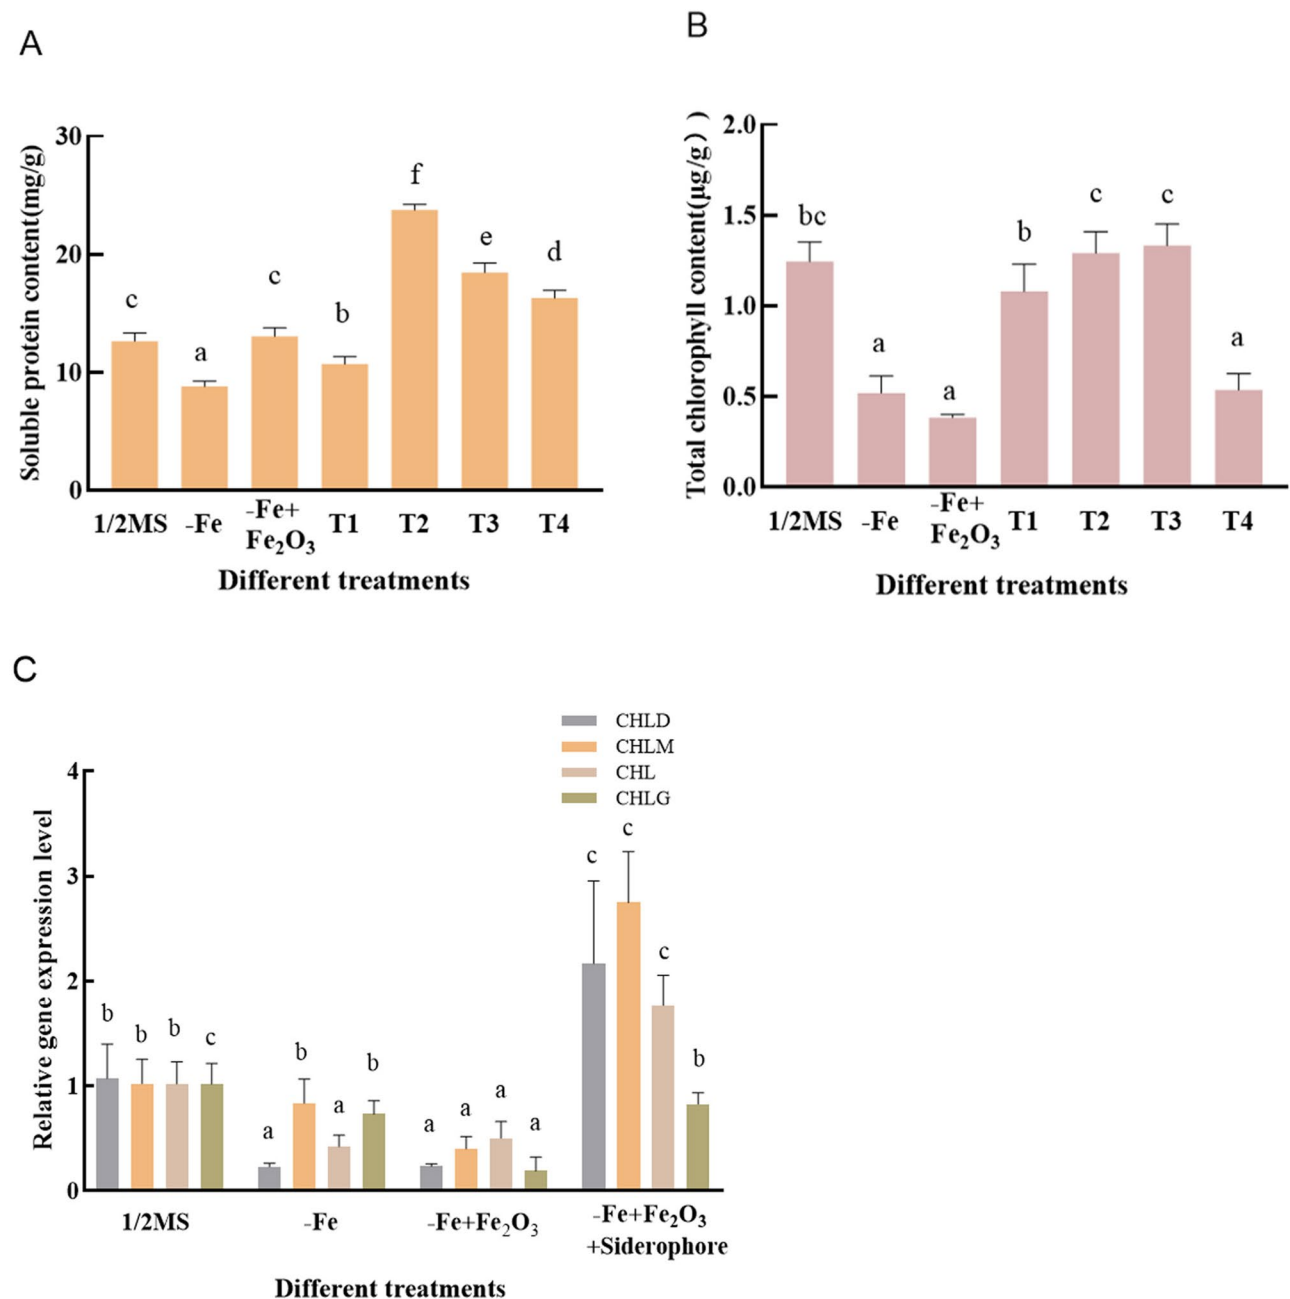 A
30
20
10
0
Soluble protein content(mg/g)
c
a
c
b
f
e
d
1/2MS
-Fe
-Fe+
Fe₂O₃
T1
T2
T3
T4
Different treatments
B
2.0
1.5
1.0
0.5
0.0
Total chlorophyll content(μg/g））
bc
a
a
b
c
c
a
1/2MS
-Fe
-Fe+
Fe₂O₃
T1
T2
T3
T4
Different treatments
C
CHLD
CHLM
CHL
CHLG
4
3
2
1
0
Relative gene expression level
b
b
b
c
a
b
a
b
a
a
a
a
c
c
c
b
1/2MS
-Fe
-Fe+Fe₂O₃
-Fe+Fe₂O₃
+Siderophore
Different treatments